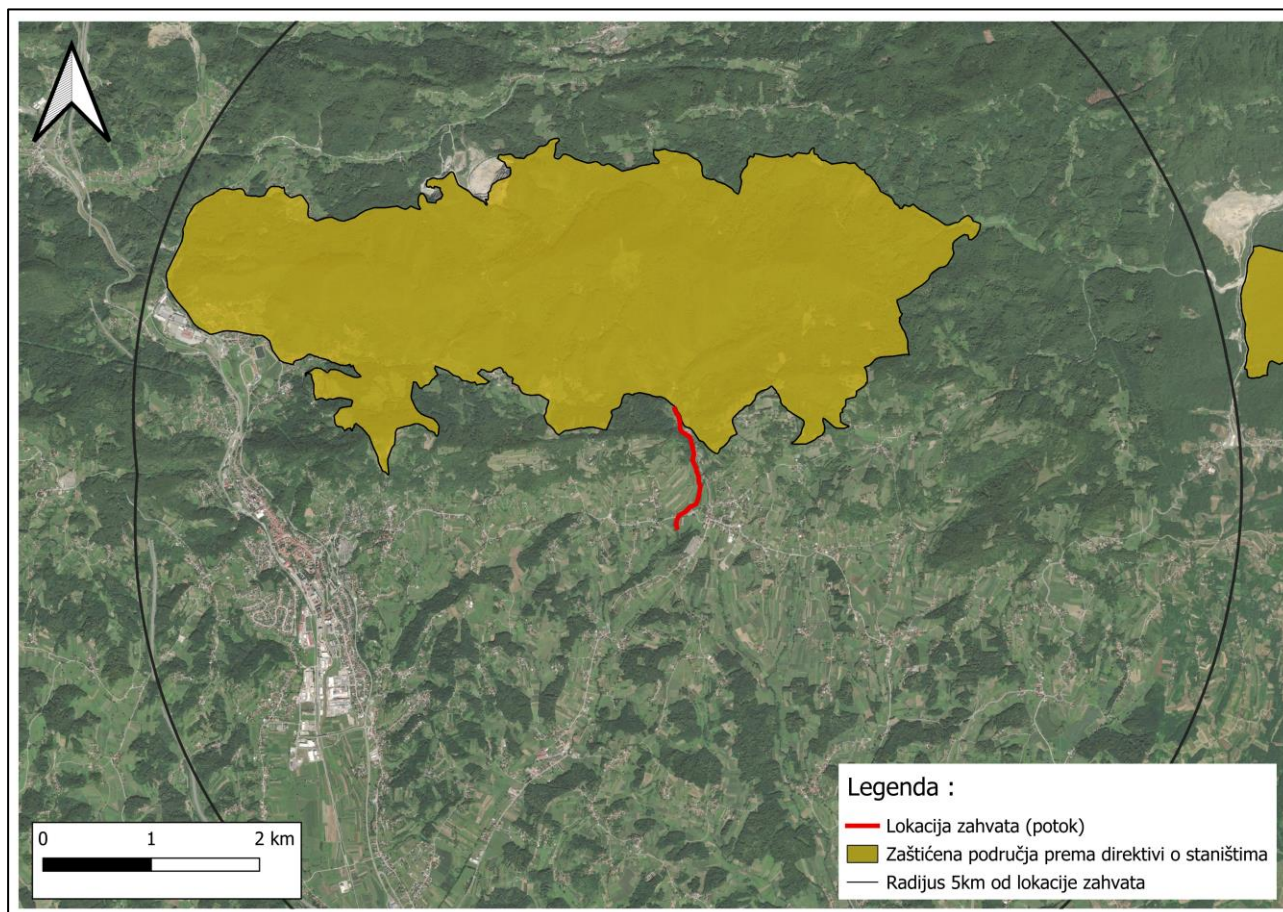 0 1 2 km
Legenda :
Lokacija zahvata (potok)
Zaštićena područja prema direktivi o staništima
Radijus 5km od lokacije zahvata